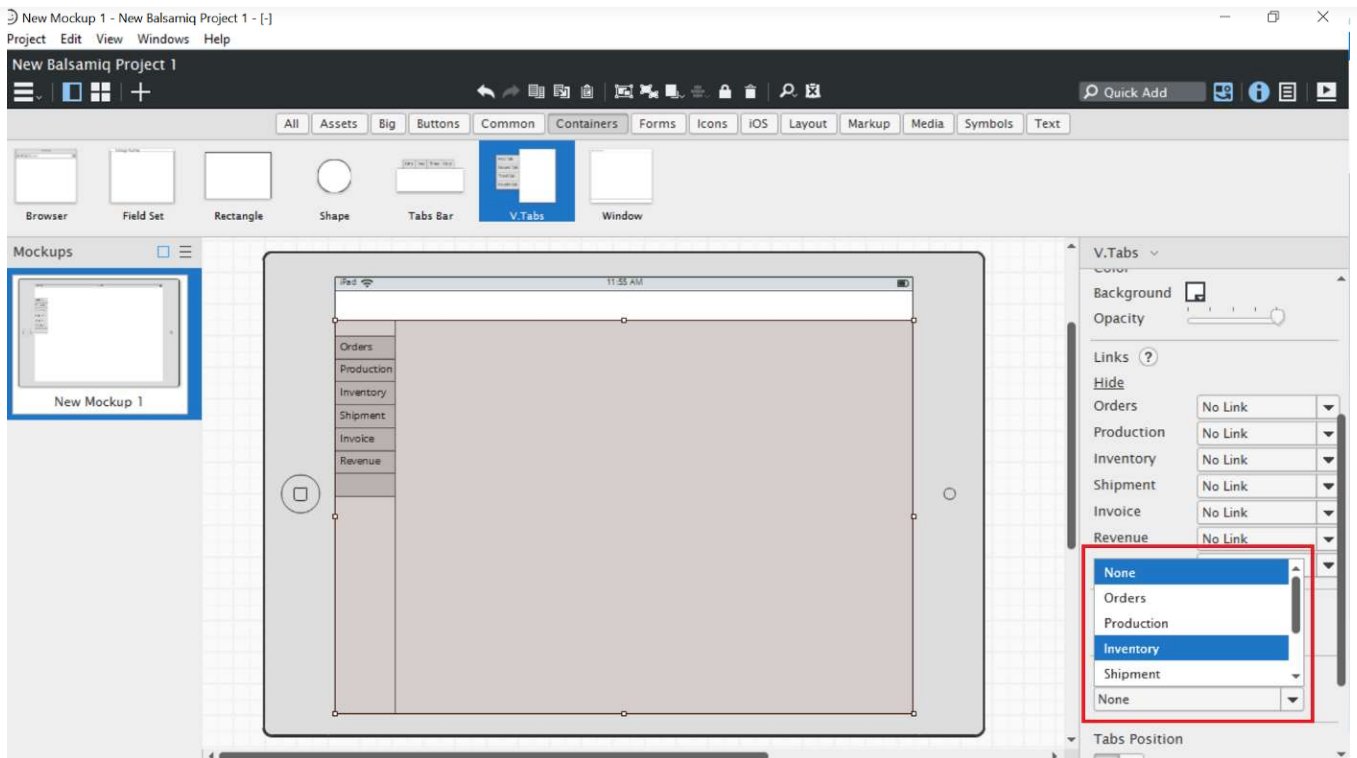 New Mockup 1 - New Balsamiq Project 1 - [-]
Project Edit View Windows Help
New Balsamiq Project 1
Quick Add
All Assets Big Buttons Common Containers Forms Icons iOS Layout Markup Media Symbols Text
Browser Field Set Rectangle Shape Tabs Bar V.Tabs Window
Mockups
New Mockup 1
iPad 11:55 AM
Orders
Production
Inventory
Shipment
Invoice
Revenue
V.Tabs
Color
Background
Opacity
Links ?
Hide
Orders No Link
Production No Link
Inventory No Link
Shipment No Link
Invoice No Link
Revenue No Link
None
Orders
Production
Inventory
Shipment
None
Tabs Position